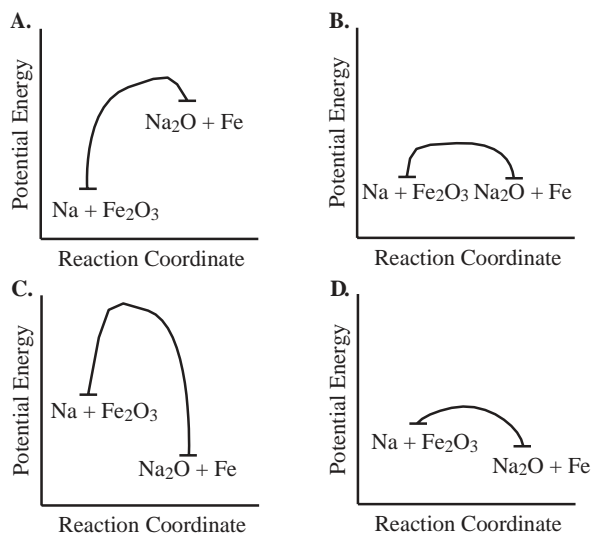 A.
Potential Energy
Na₂O + Fe
Na + Fe₂O₃
Reaction Coordinate
B.
Potential Energy
Na + Fe₂O₃ Na₂O + Fe
Reaction Coordinate
C.
Potential Energy
Na + Fe₂O₃
Na₂O + Fe
Reaction Coordinate
D.
Potential Energy
Na + Fe₂O₃
Na₂O + Fe
Reaction Coordinate